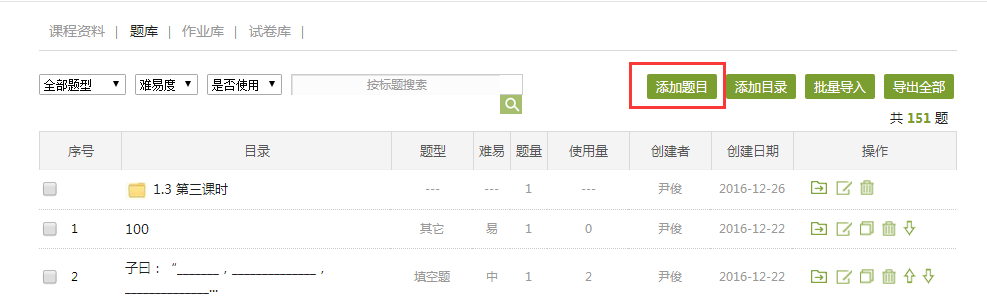 课程资料 | 题库 | 作业库 | 试卷库 |
全部题型 难易度 是否使用 按标题搜索 添加题目 添加目录 批量导入 导出全部
共 151 题
序号 目录 题型 难易 题量 使用量 创建者 创建日期 操作
1.3 第三课时 --- --- 1 --- 尹俊 2016-12-26
1 100 其它 易 1 0 尹俊 2016-12-22
2 子曰：“_______，______________， 填空题 中 1 2 尹俊 2016-12-22
______________...